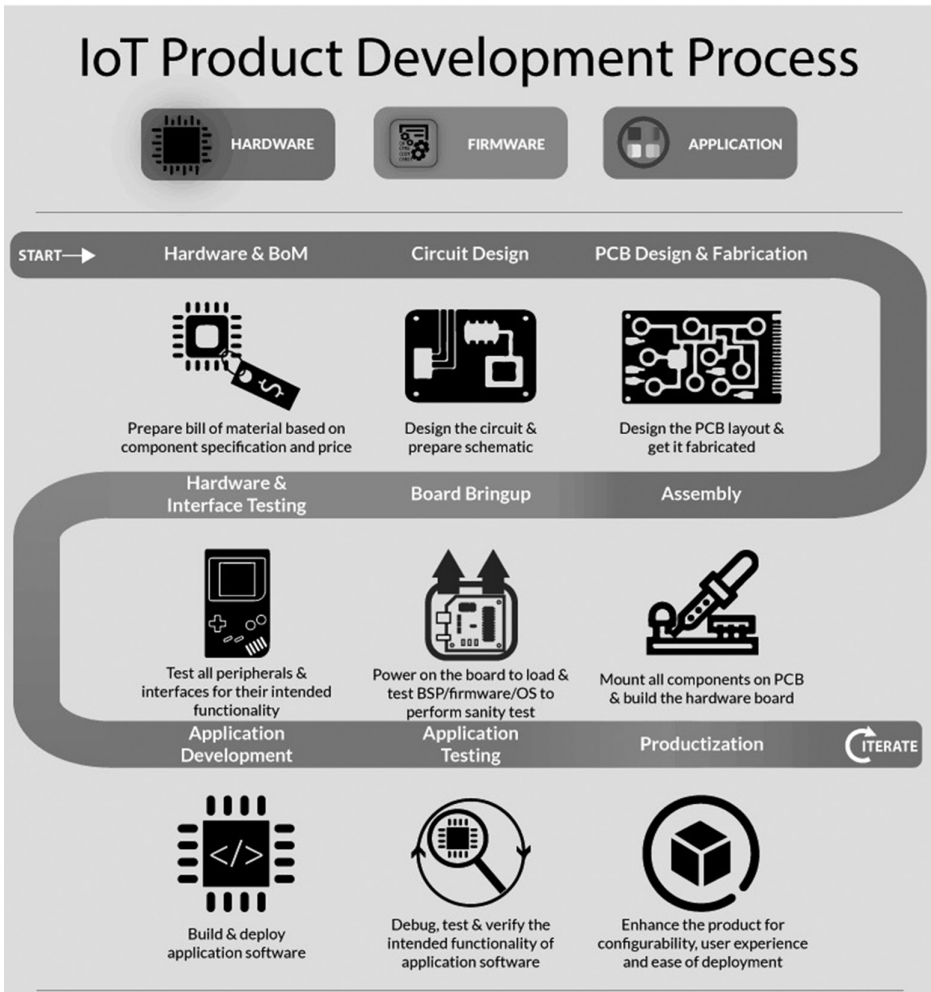 IoT Product Development Process
HARDWARE
FIRMWARE
APPLICATION
START
Hardware & BoM
Circuit Design
PCB Design & Fabrication
$
Prepare bill of material based on
component specification and price
Design the circuit &
prepare schematic
Design the PCB layout &
get it fabricated
Hardware &
Interface Testing
Board Bringup
Assembly
Test all peripherals &
interfaces for their intended
functionality
Power on the board to load &
test BSP/firmware/OS to
perform sanity test
Mount all components on PCB
& build the hardware board
Application
Development
Application
Testing
Productization
ITERATE
</>
Build & deploy
application software
Debug, test & verify the
intended functionality of
application software
Enhance the product for
configurability, user experience
and ease of deployment